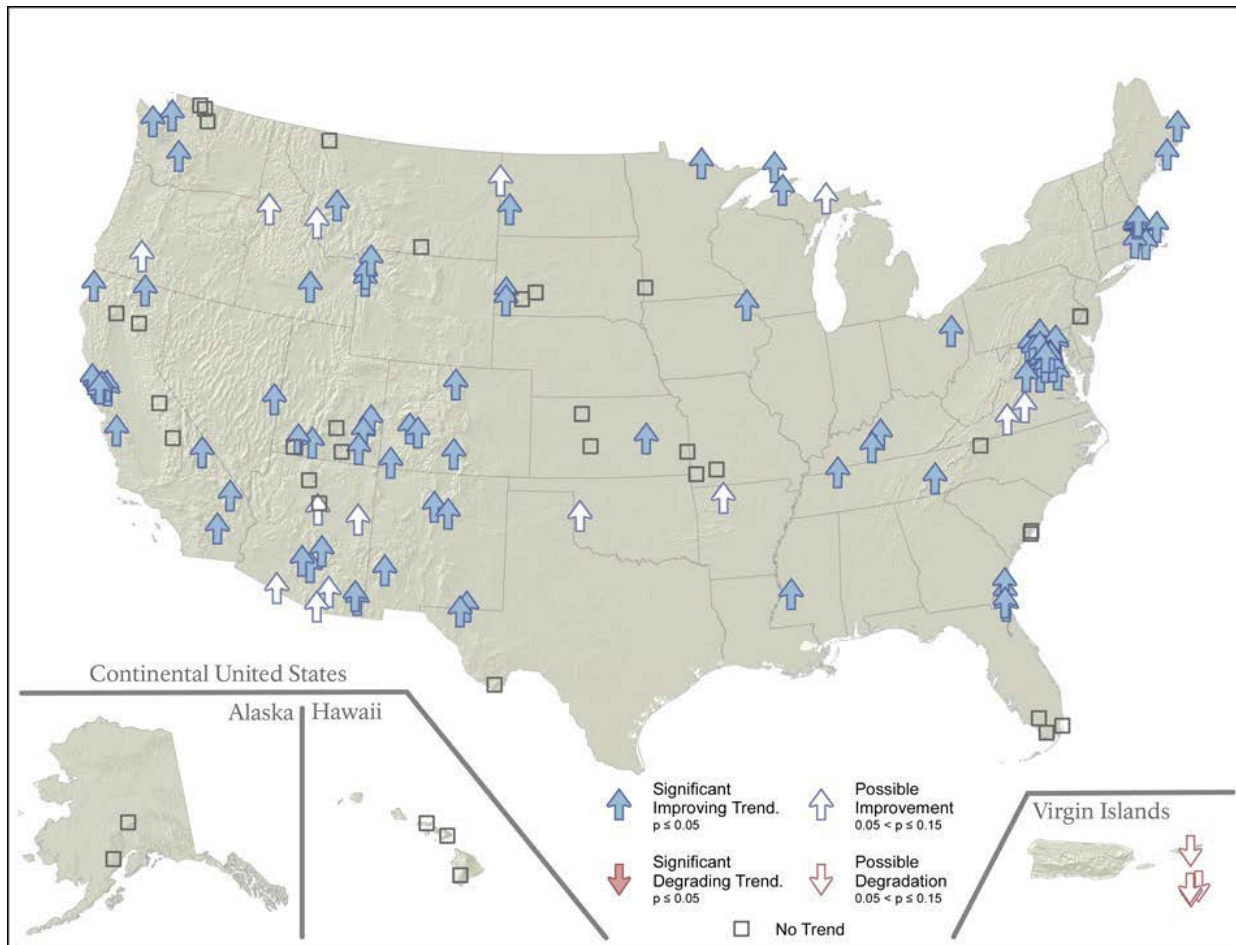 Continental United States
Alaska
Hawaii
Significant
Improving Trend.
p ≤ 0.05
Possible
Improvement
0.05 < p ≤ 0.15
Significant
Degrading Trend.
p ≤ 0.05
Possible
Degradation
0.05 < p ≤ 0.15
No Trend
Virgin Islands